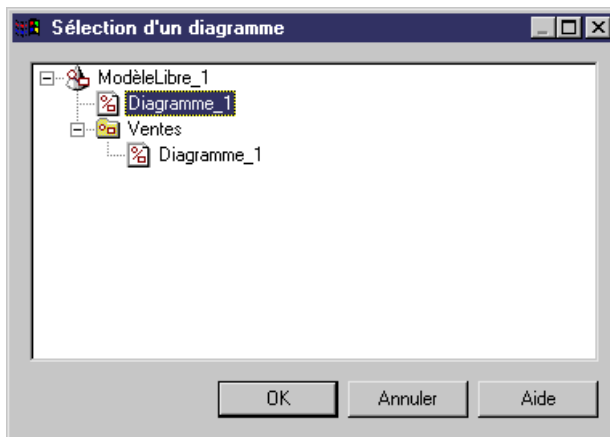 Sélection d'un diagramme
ModèleLibre_1
Diagramme_1
Ventes
Diagramme_1
OK Annuler Aide